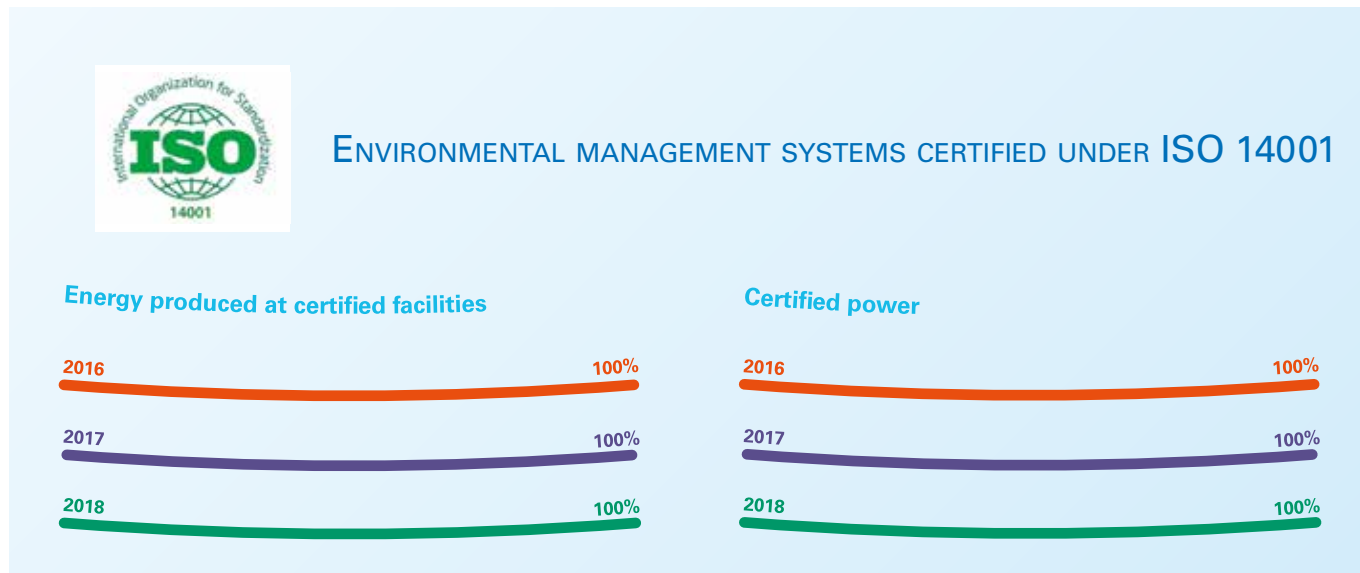 International Organization for Standardization
ISO
14001
ENVIRONMENTAL MANAGEMENT SYSTEMS CERTIFIED UNDER ISO 14001
Energy produced at certified facilities
2016 100%
2017 100%
2018 100%
Certified power
2016 100%
2017 100%
2018 100%